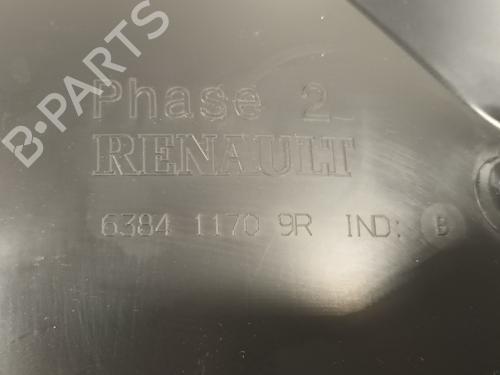 B-PARTS
Phase 2
RENAULT
6384 1170 9R IND: B